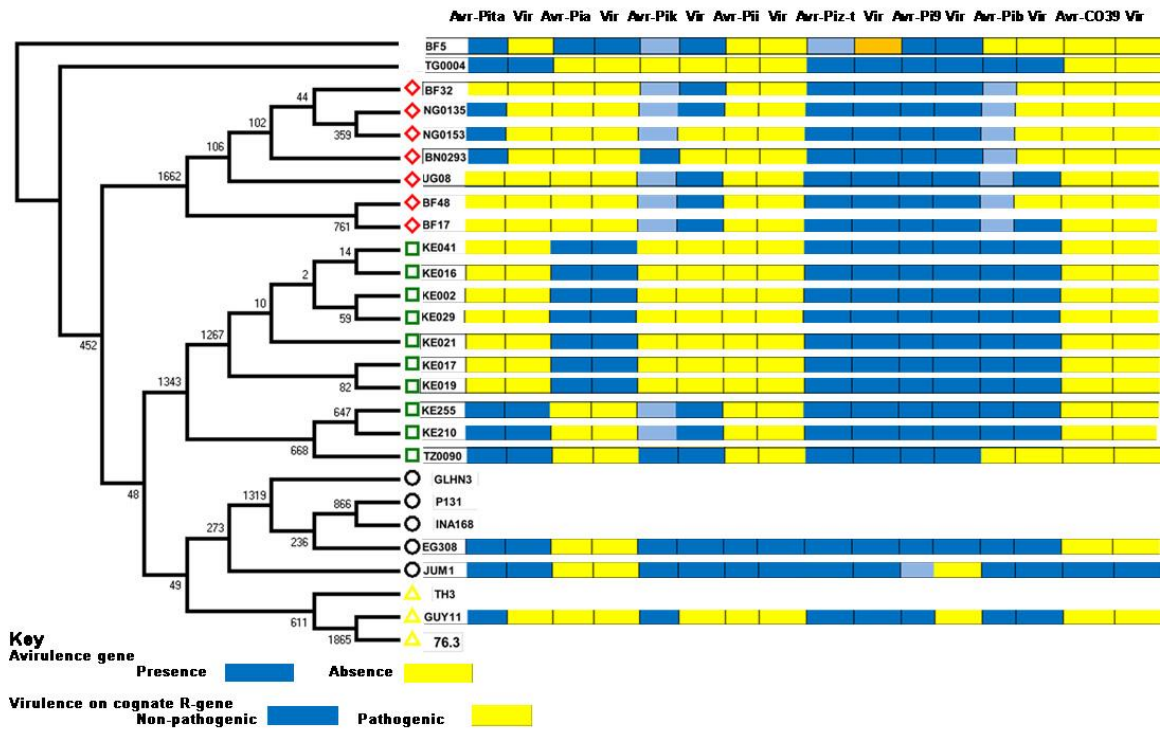 Avr-Pita Vir Avr-Pia Vir Avr-Pik Vir Avr-Pii Vir Avr-Piz-t Vir Avr-Pi9 Vir Avr-Pib Vir Avr-CO39 Vir
BF5
TG0004
44 BF32
NG0135
102
359 NG0153
106 BN0293
1662 UG08
BF48
761 BF17
14 KE041
2 KE016
10 KE002
59 KE029
1267 KE021
452
KE017
1343 82 KE019
647 KE255
KE210
668 TZ0090
48 GLHN3
1319 866 P131
273 INA168
236 EG308
49 JUM1
TH3
611 GUY11
1865 76.3
Key
Avirulence gene
Presence Absence
Virulence on cognate R-gene
Non-pathogenic Pathogenic